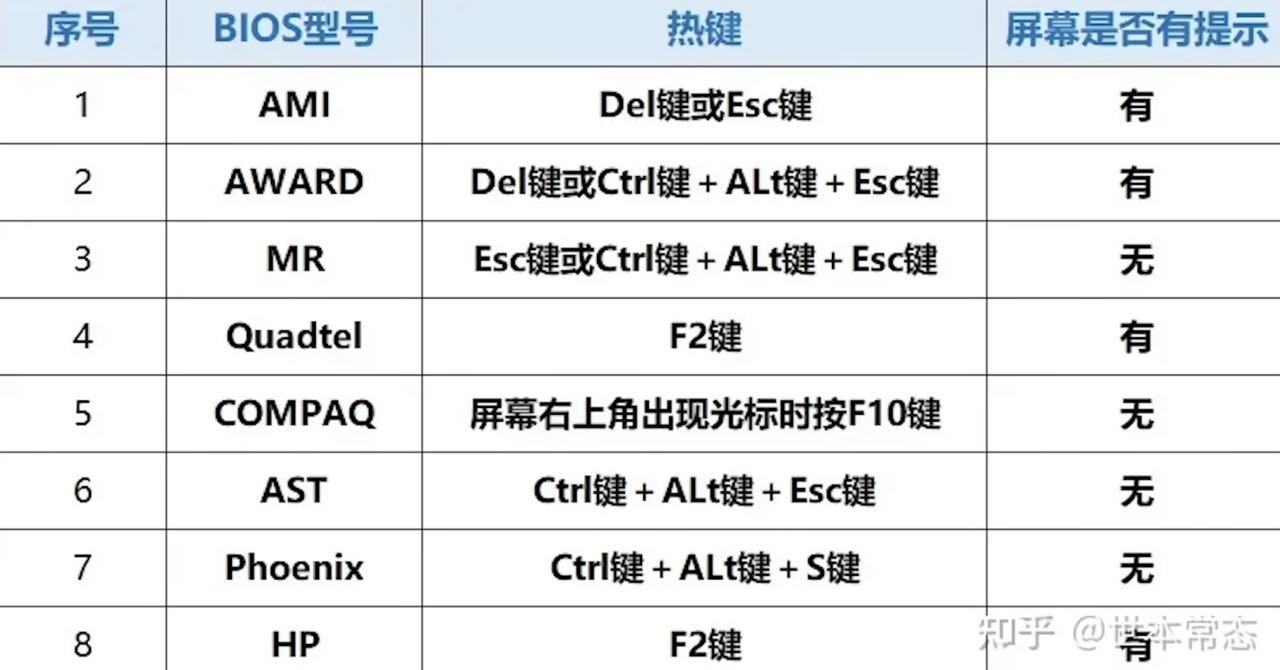 序号 BIOS型号 热键 屏幕是否有提示
1 AMI Del键或Esc键 有
2 AWARD Del键或Ctrl键＋ALt键＋Esc键 有
3 MR Esc键或Ctrl键＋ALt键＋Esc键 无
4 Quadtel F2键 有
5 COMPAQ 屏幕右上角出现光标时按F10键 无
6 AST Ctrl键＋ALt键＋Esc键 无
7 Phoenix Ctrl键＋ALt键＋S键 无
8 HP F2键 有
知乎 @世本常态